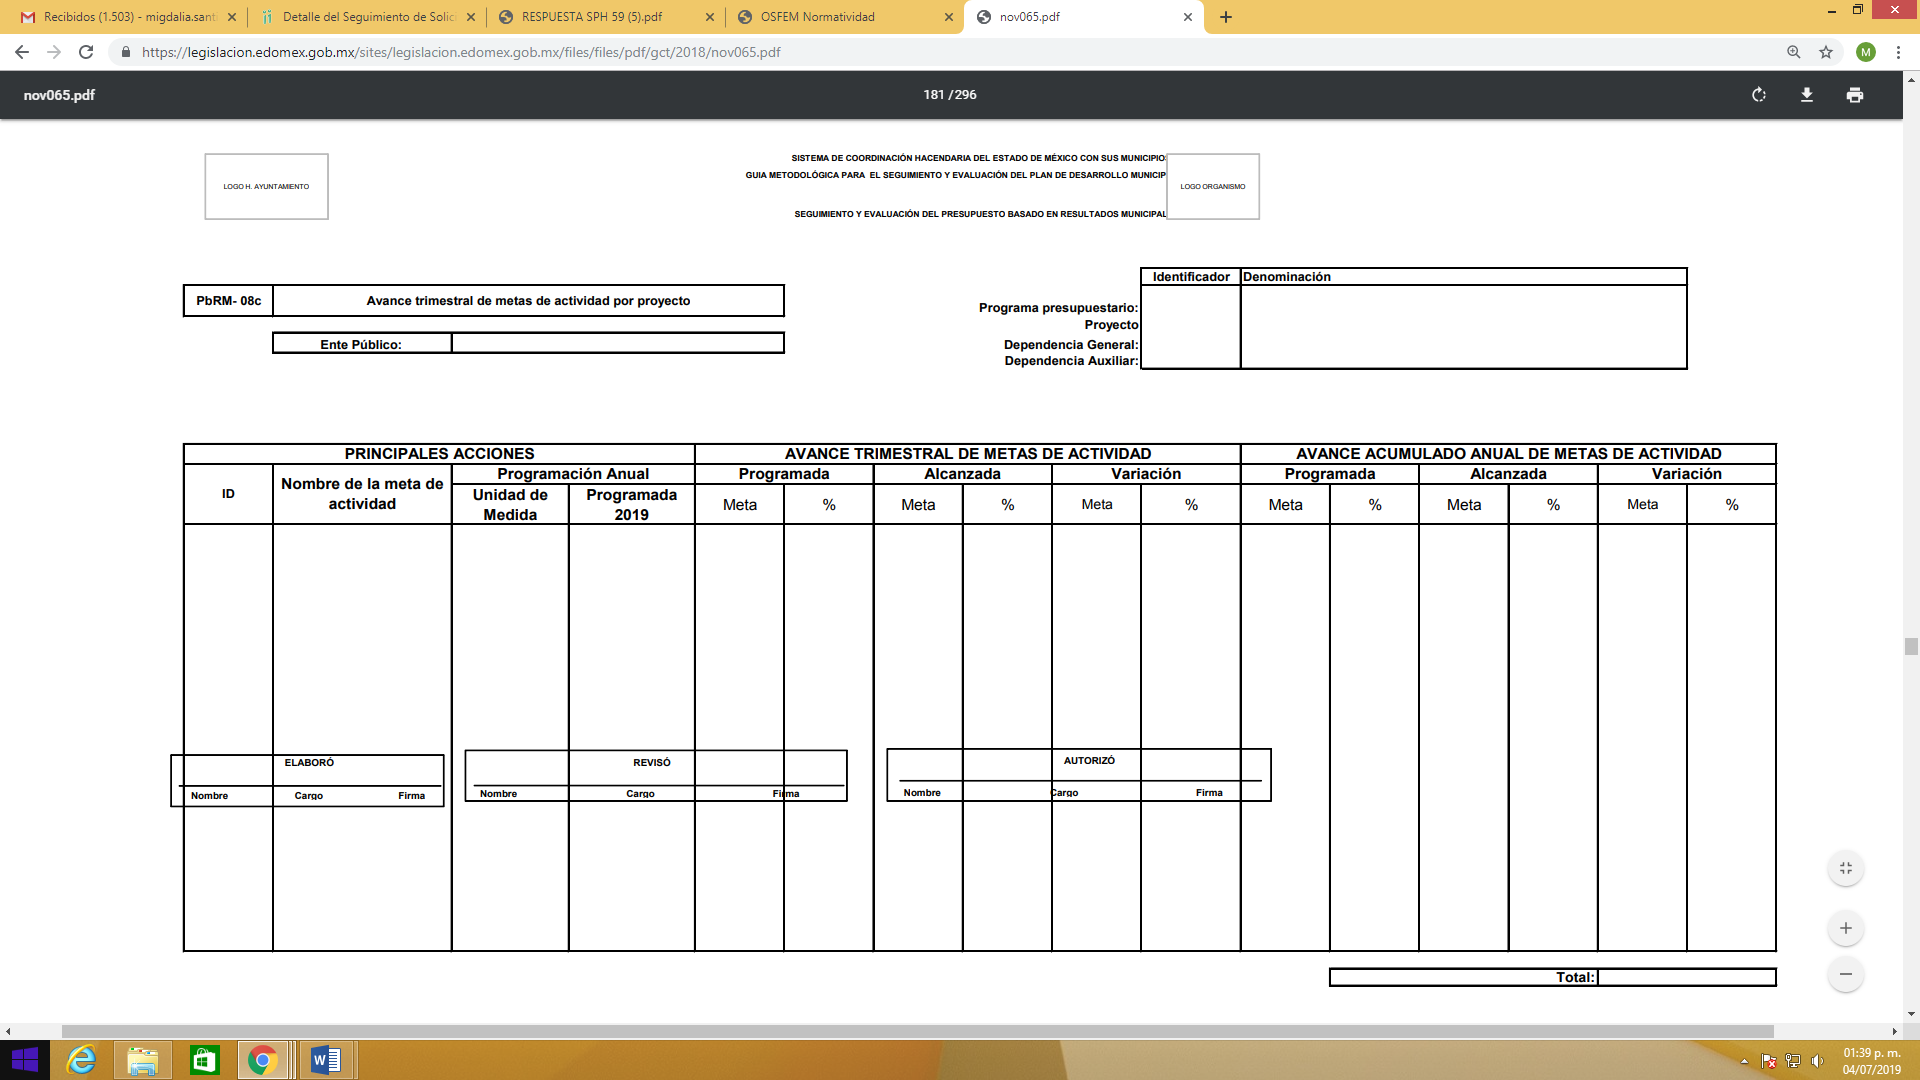 Recibidos (1.503) - migdalia.sant
Detalle del Seguimiento de Solic
RESPUESTA SPH 59 (5).pdf
OSFEM Normatividad
nov065.pdf
https://legislacion.edomex.gob.mx/sites/legislacion.edomex.gob.mx/files/files/pdf/gct/2018/nov065.pdf
M
nov065.pdf
181 / 296
LOGO H. AYUNTAMIENTO
SISTEMA DE COORDINACIÓN HACENDARIA DEL ESTADO DE MÉXICO CON SUS MUNICIPIO
GUIA METODOLÓGICA PARA EL SEGUIMIENTO Y EVALUACIÓN DEL PLAN DE DESARROLLO MUNICIP
SEGUIMIENTO Y EVALUACIÓN DEL PRESUPUESTO BASADO EN RESULTADOS MUNICIPAL
LOGO ORGANISMO
PbRM- 08c
Avance trimestral de metas de actividad por proyecto
Ente Público:
Identificador
Denominación
Programa presupuestario:
Proyecto
Dependencia General:
Dependencia Auxiliar:
PRINCIPALES ACCIONES
AVANCE TRIMESTRAL DE METAS DE ACTIVIDAD
AVANCE ACUMULADO ANUAL DE METAS DE ACTIVIDAD
ID
Nombre de la meta de
actividad
Programación Anual
Programada
Alcanzada
Variación
Programada
Alcanzada
Variación
Unidad de
Medida
Programada
2019
Meta
%
Meta
%
Meta
%
Meta
%
Meta
%
Meta
%
ELABORÓ
Nombre
Cargo
Firma
REVISÓ
Nombre
Cargo
Firma
AUTORIZÓ
Nombre
Cargo
Firma
Total:
01:39 p. m.
04/07/2019